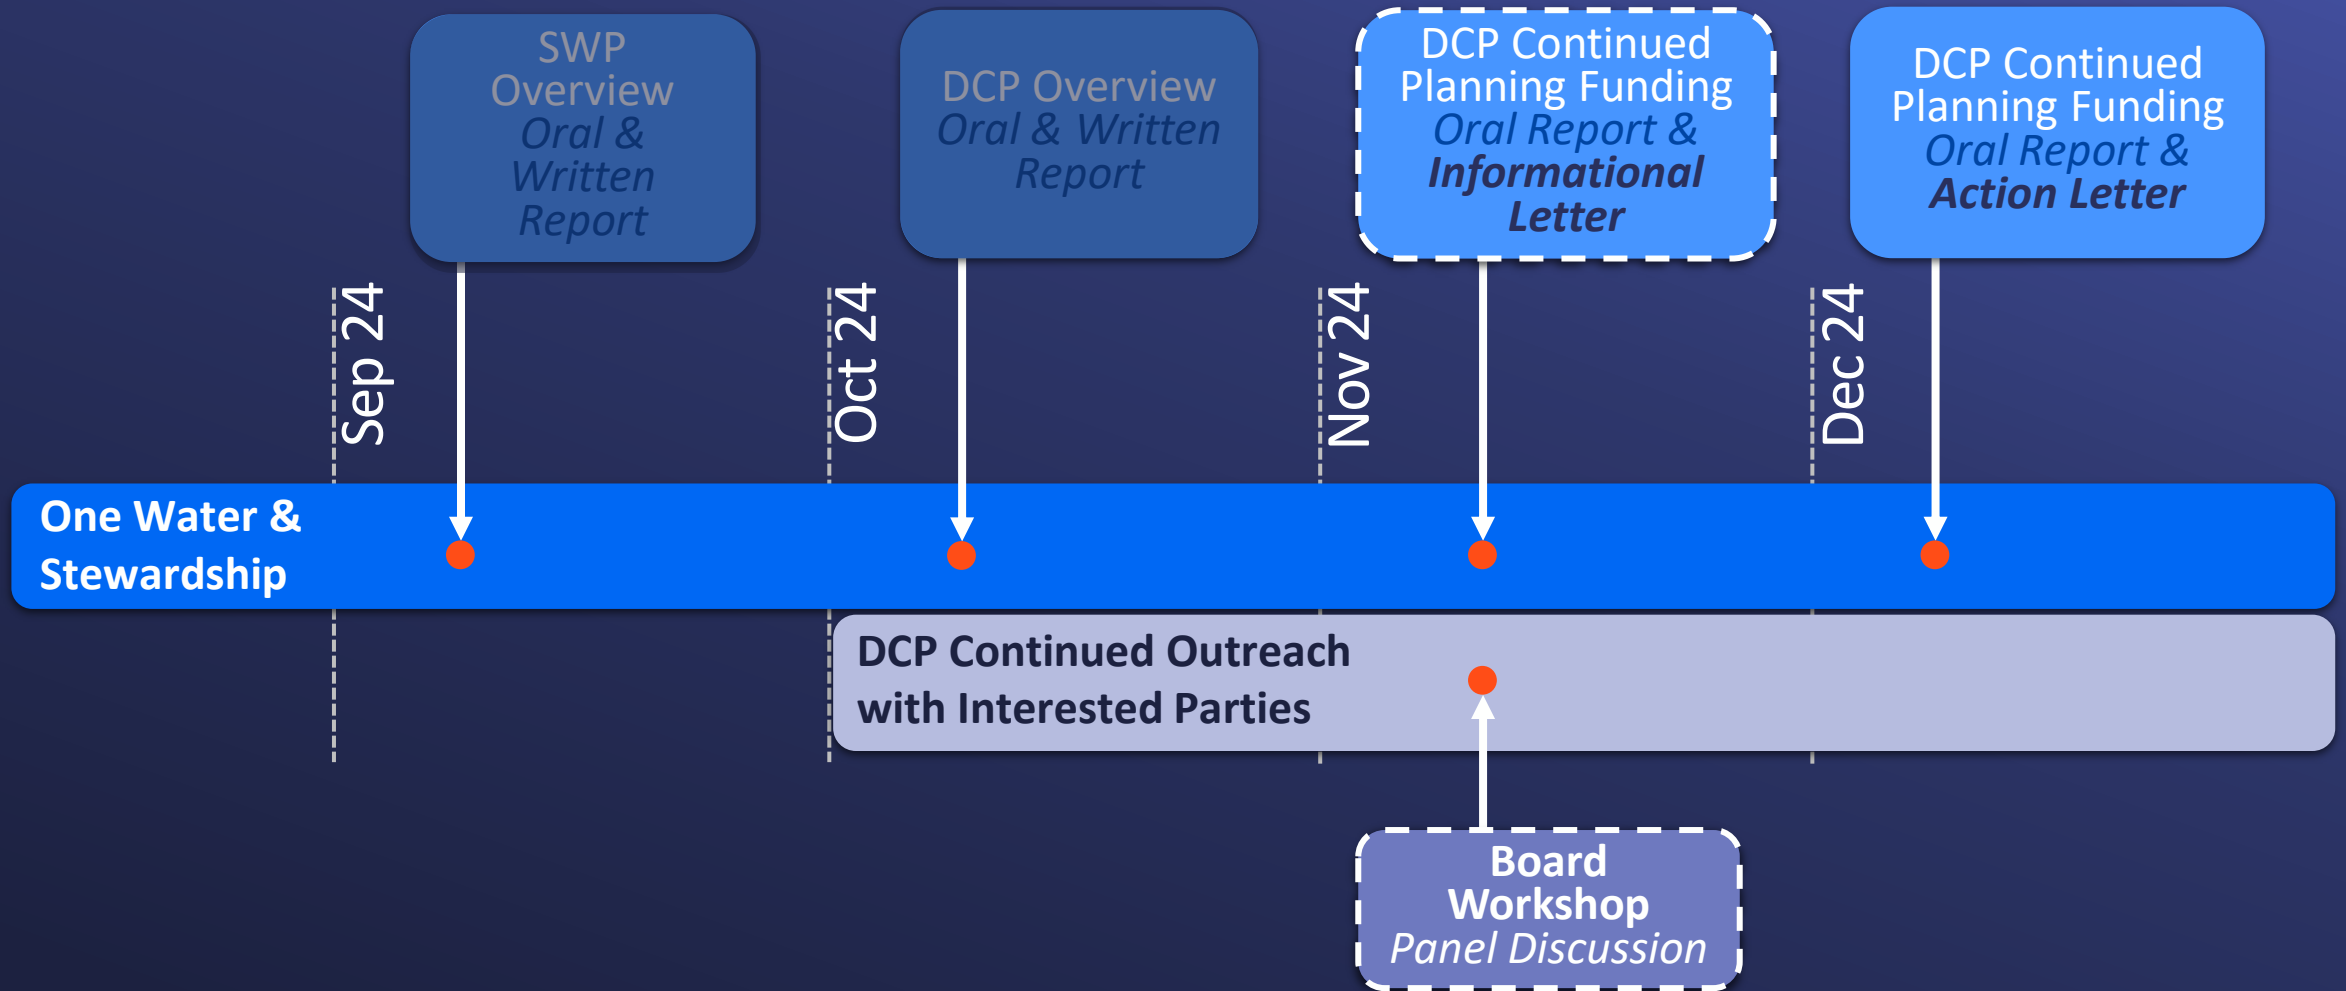 SWP
Overview
Oral &
Written
Report
DCP Overview
Oral & Written
Report
DCP Continued
Planning Funding
Oral Report &
Informational
Letter
DCP Continued
Planning Funding
Oral Report &
Action Letter
Sep 24
Oct 24
Nov 24
Dec 24
One Water &
Stewardship
DCP Continued Outreach
with Interested Parties
Board
Workshop
Panel Discussion